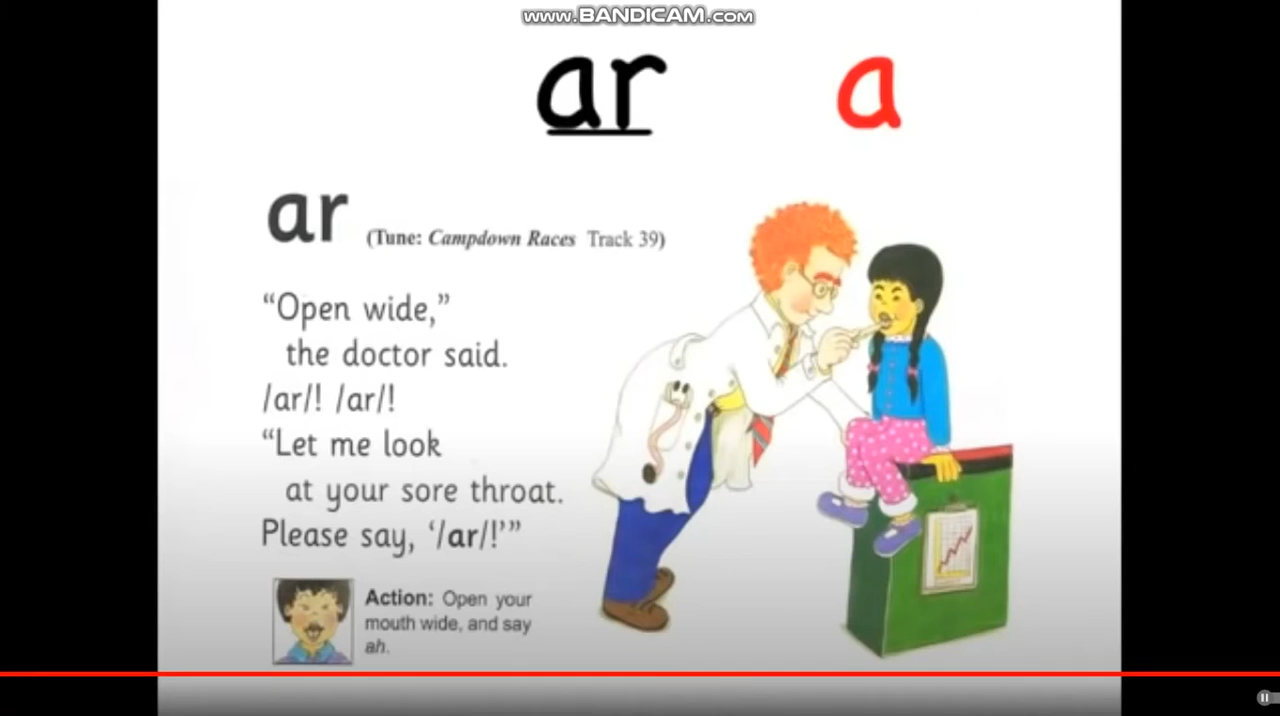 www.BANDICAM.com
ar a
ar (Tune: Campdown Races Track 39)
“Open wide,”
the doctor said.
/ar/! /ar/!
“Let me look
at your sore throat.
Please say, ‘/ar/!’”
Action: Open your
mouth wide, and say
ah.